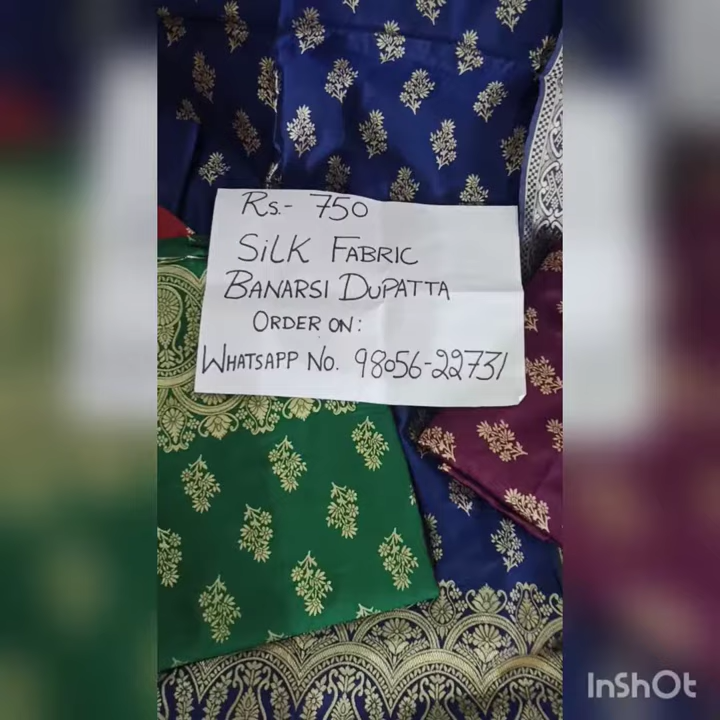 Rs.- 750
SiLK FABRIC
BANARSI DUPATTA
ORDER ON:
WHATSAPP NO. 98056-22731
InShOt